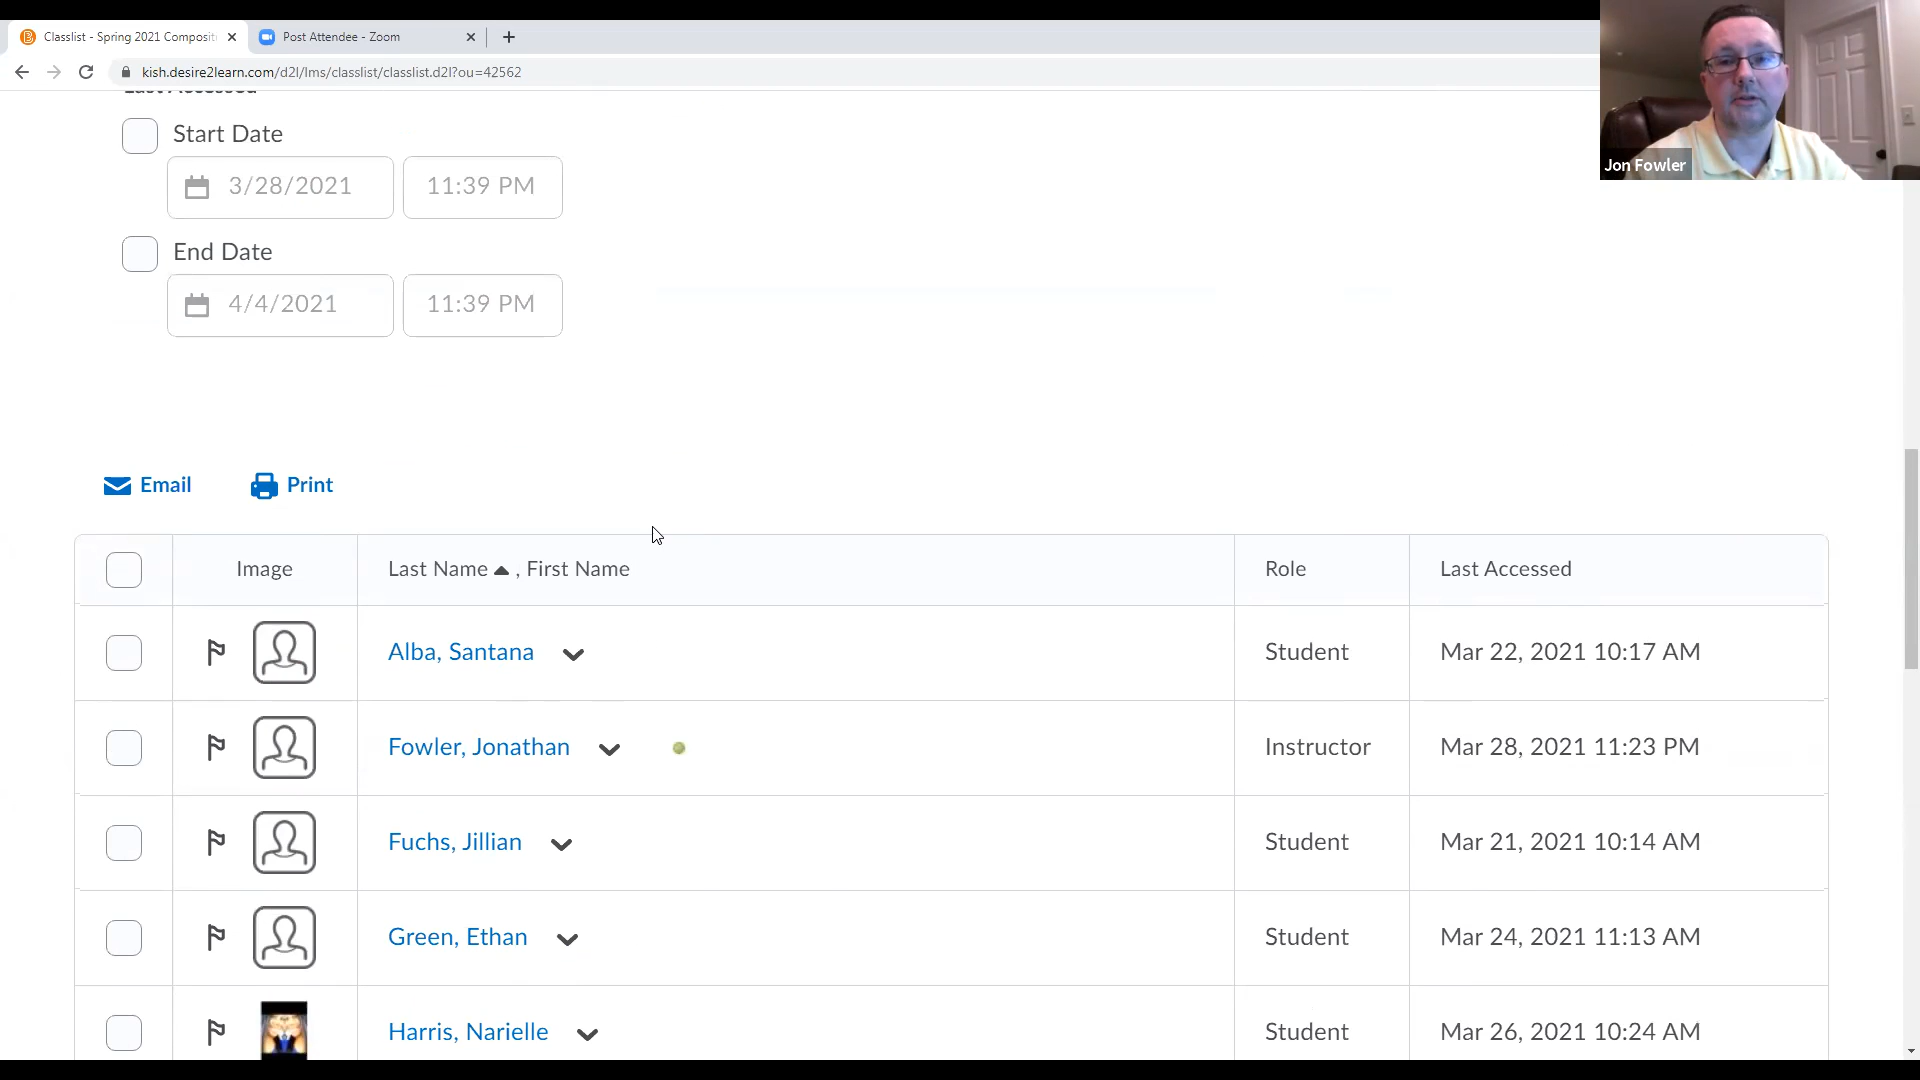 Classlist - Spring 2021 Composit
Post Attendee - Zoom
kish.desire2learn.com/d2l/lms/classlist/classlist.d2l?ou=42562
Jon Fowler
Last Accessed
Start Date
3/28/2021 11:39 PM
End Date
4/4/2021 11:39 PM
Email Print
Image Last Name , First Name Role Last Accessed
Alba, Santana Student Mar 22, 2021 10:17 AM
Fowler, Jonathan Instructor Mar 28, 2021 11:23 PM
Fuchs, Jillian Student Mar 21, 2021 10:14 AM
Green, Ethan Student Mar 24, 2021 11:13 AM
Harris, Narielle Student Mar 26, 2021 10:24 AM